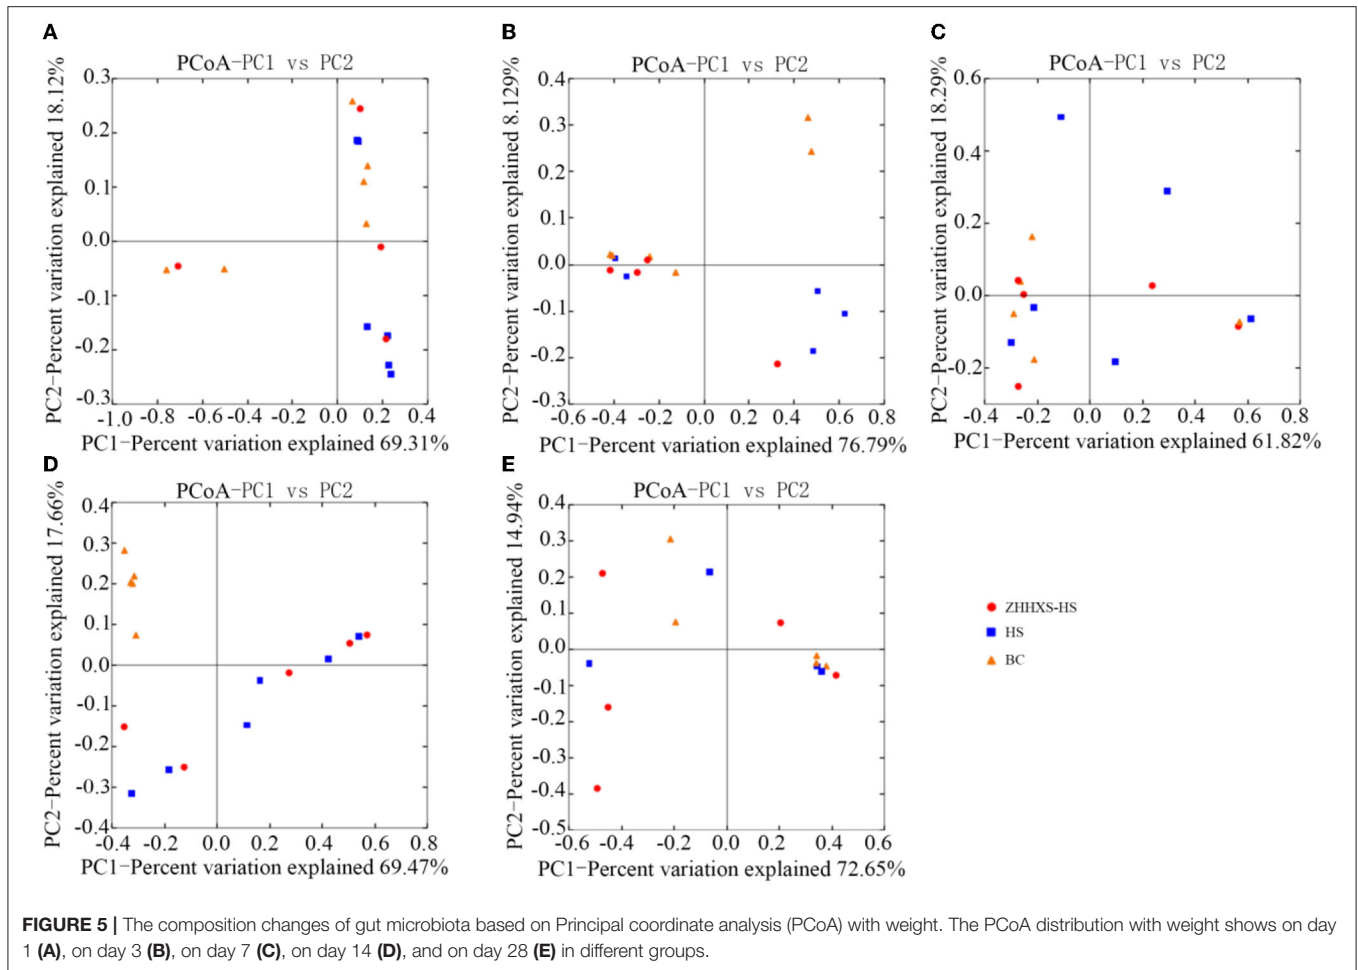 A
PCoA-PC1 vs PC2
PC2-Percent variation explained 18.12%
0.3
0.2
0.1
0.0
-0.1
-0.2
-0.3
-1.0 -0.8 -0.6 -0.4 -0.2 0.0 0.2 0.4
PC1-Percent variation explained 69.31%
B
PCoA-PC1 vs PC2
PC2-Percent variation explained 8.129%
0.4
0.3
0.2
0.1
0.0
-0.1
-0.2
-0.3
-0.6 -0.4 -0.2 0.0 0.2 0.4 0.6 0.8
PC1-Percent variation explained 76.79%
C
PCoA-PC1 vs PC2
PC2-Percent variation explained 18.29%
0.6
0.4
0.2
0.0
-0.2
-0.4 -0.2 0.0 0.2 0.4 0.6 0.8
PC1-Percent variation explained 61.82%
D
PCoA-PC1 vs PC2
PC2-Percent variation explained 17.66%
0.4
0.3
0.2
0.1
0.0
-0.1
-0.2
-0.3
-0.4
-0.4 -0.2 0.0 0.2 0.4 0.6 0.8
PC1-Percent variation explained 69.47%
E
PCoA-PC1 vs PC2
PC2-Percent variation explained 14.94%
0.4
0.3
0.2
0.1
0.0
-0.1
-0.2
-0.3
-0.4
-0.5
-0.6 -0.4 -0.2 0.0 0.2 0.4 0.6
PC1-Percent variation explained 72.65%
ZHHXS-HS
HS
BC
FIGURE 5 | The composition changes of gut microbiota based on Principal coordinate analysis (PCoA) with weight. The PCoA distribution with weight shows on day
1 (A), on day 3 (B), on day 7 (C), on day 14 (D), and on day 28 (E) in different groups.